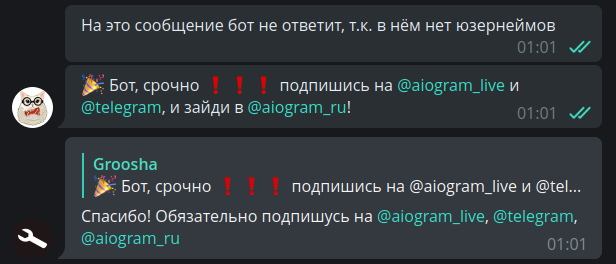 На это сообщение бот не ответит, т.к. в нём нет юзернеймов
01:01
🎉 Бот, срочно ❗❗❗ подпишись на @aiogram_live и
@telegram, и зайди в @aiogram_ru!
01:01
Groosha
🎉 Бот, срочно ❗❗❗ подпишись на @aiogram_live и @tel...
Спасибо! Обязательно подпишусь на @aiogram_live, @telegram,
@aiogram_ru
01:01